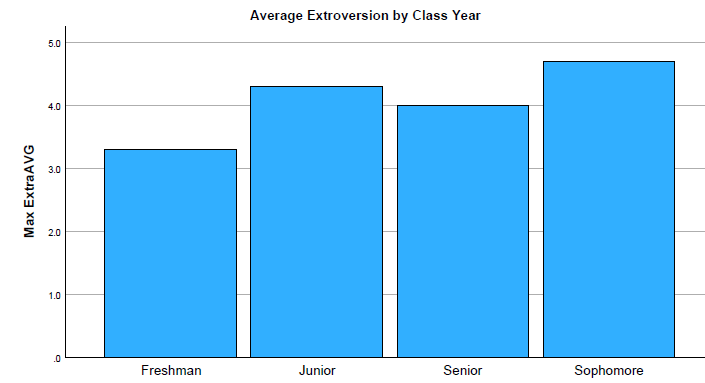 Average Extroversion by Class Year
Max ExtraAVG
5.0
4.0
3.0
2.0
1.0
.0
Freshman Junior Senior Sophomore